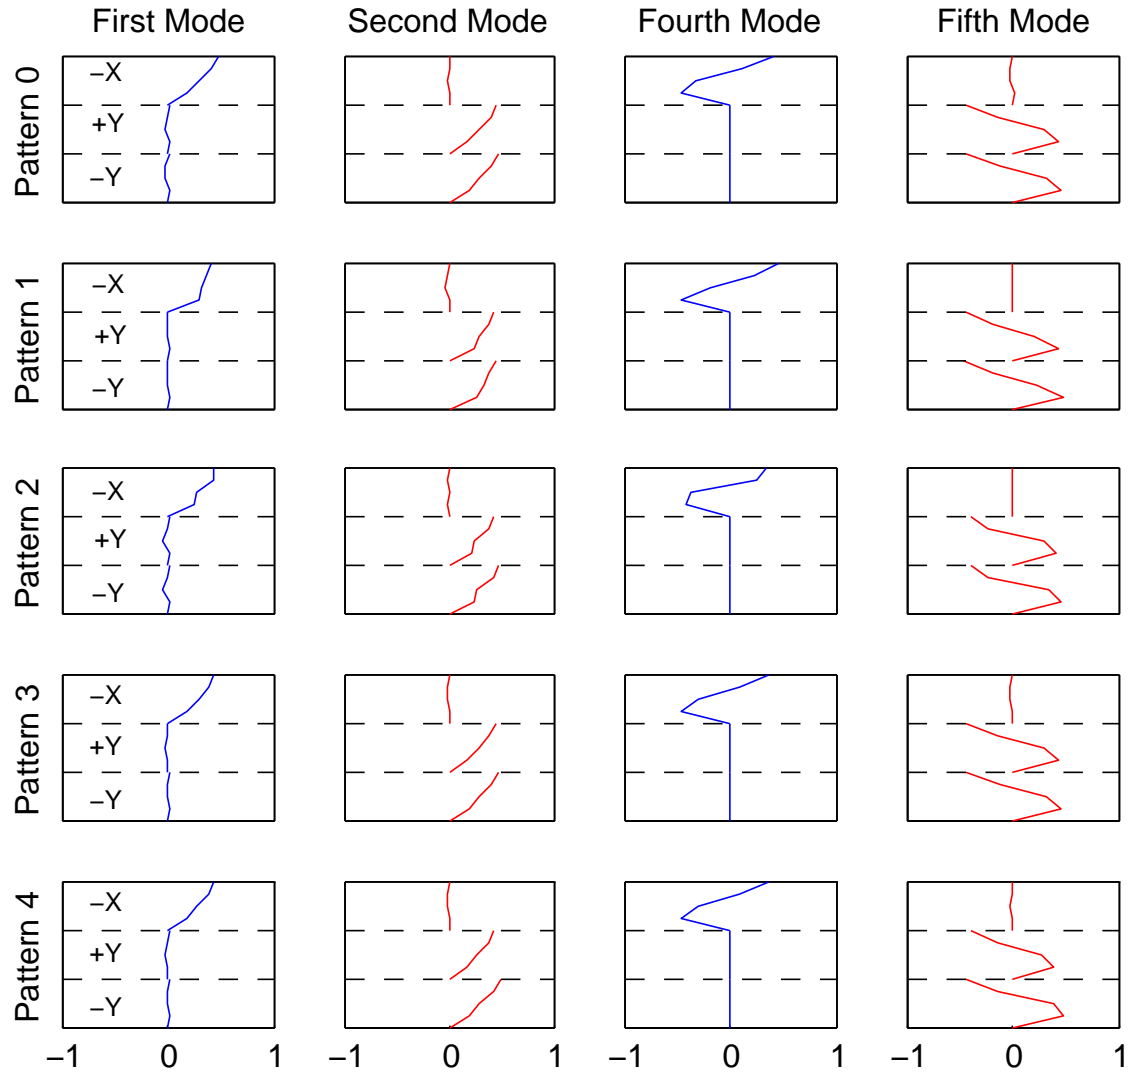 First Mode Second Mode Fourth Mode Fifth Mode
Pattern 0
−X
+Y
−Y
Pattern 1
−X
+Y
−Y
Pattern 2
−X
+Y
−Y
Pattern 3
−X
+Y
−Y
Pattern 4
−X
+Y
−Y
−1 0 1 −1 0 1 −1 0 1 −1 0 1